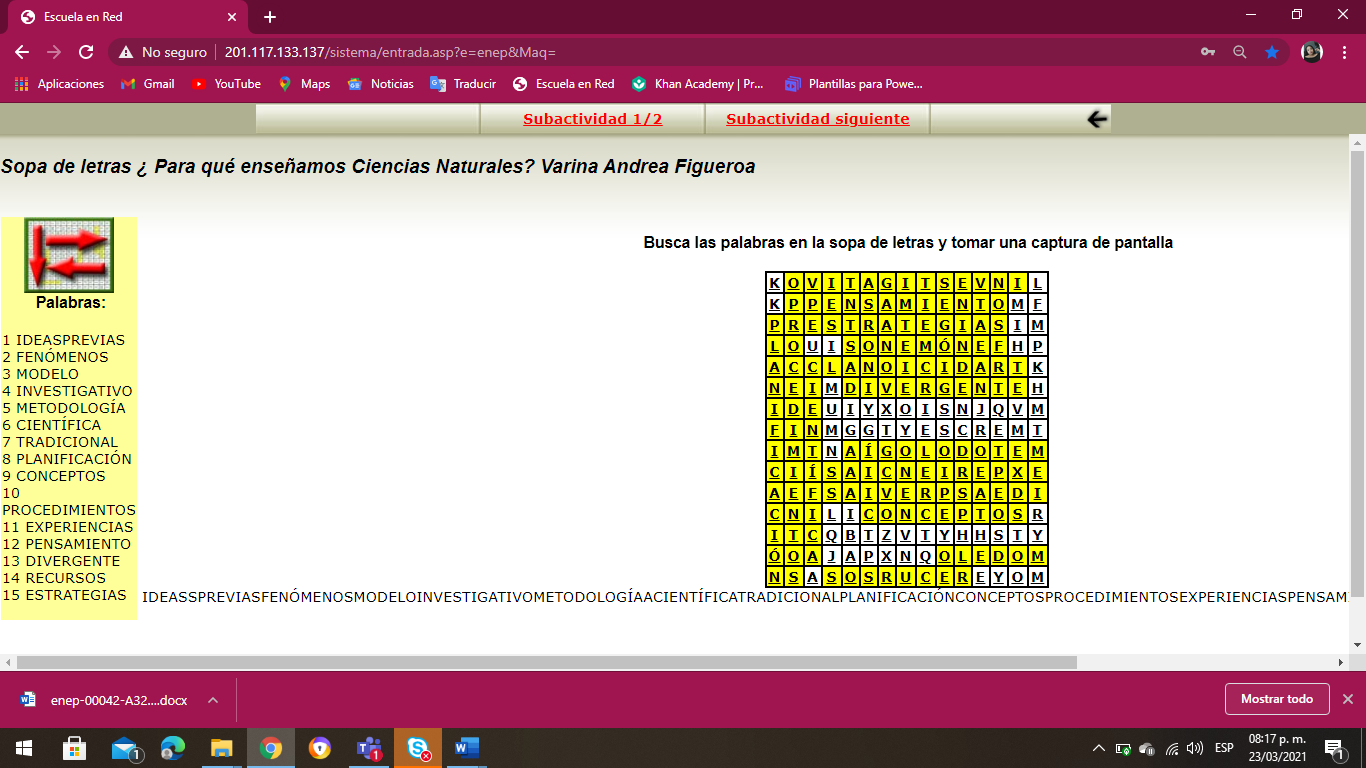 Escuela en Red
No seguro
201.117.133.137/sistema/entrada.asp?e=enep&Maq=
Aplicaciones
Gmail
YouTube
Maps
Noticias
Traducir
Escuela en Red
Khan Academy | Pr...
Plantillas para Powe...
Subactividad 1/2
Subactividad siguiente
Sopa de letras ¿ Para qué enseñamos Ciencias Naturales? Varina Andrea Figueroa
Palabras:
1 IDEASPREVIAS
2 FENÓMENOS
3 MODELO
4 INVESTIGATIVO
5 METODOLOGÍA
6 CIENTÍFICA
7 TRADICIONAL
8 PLANIFICACIÓN
9 CONCEPTOS
10
PROCEDIMIENTOS
11 EXPERIENCIAS
12 PENSAMIENTO
13 DIVERGENTE
14 RECURSOS
15 ESTRATEGIAS
Busca las palabras en la sopa de letras y tomar una captura de pantalla
K O V I T A G I T S E V N I L
K P P E N S A M I E N T O M F
P R E S T R A T E G I A S I M
L O U I S O N E M Ó N E F H P
A C C L A N O I C I D A R T K
N E I M D I V E R G E N T E H
I D E U I Y X O I S N J Q V M
F I N M G G T Y E S C R E M T
I M T N A Í G O L O D O T E M
C I Í S A I C N E I R E P X E
A E F S A I V E R P S A E D I
C N I L I C O N C E P T O S R
I T C Q B T Z V T Y H H S T Y
Ó O A J A P X N Q O L E D O M
N S A S O S R U C E R E Y O M
IDEASSPREVIASFENÓMENOSMODELOINVESTIGATIVOMETODOLOGÍAACIENTÍFICATRADICIONALPLANIFICACIÓNCONCEPTOSPROCEDIMIENTOSEXPERIENCIASPENSAM
enep-00042-A32....docx
Mostrar todo
1
1
ESP
08:17 p. m.
23/03/2021
1